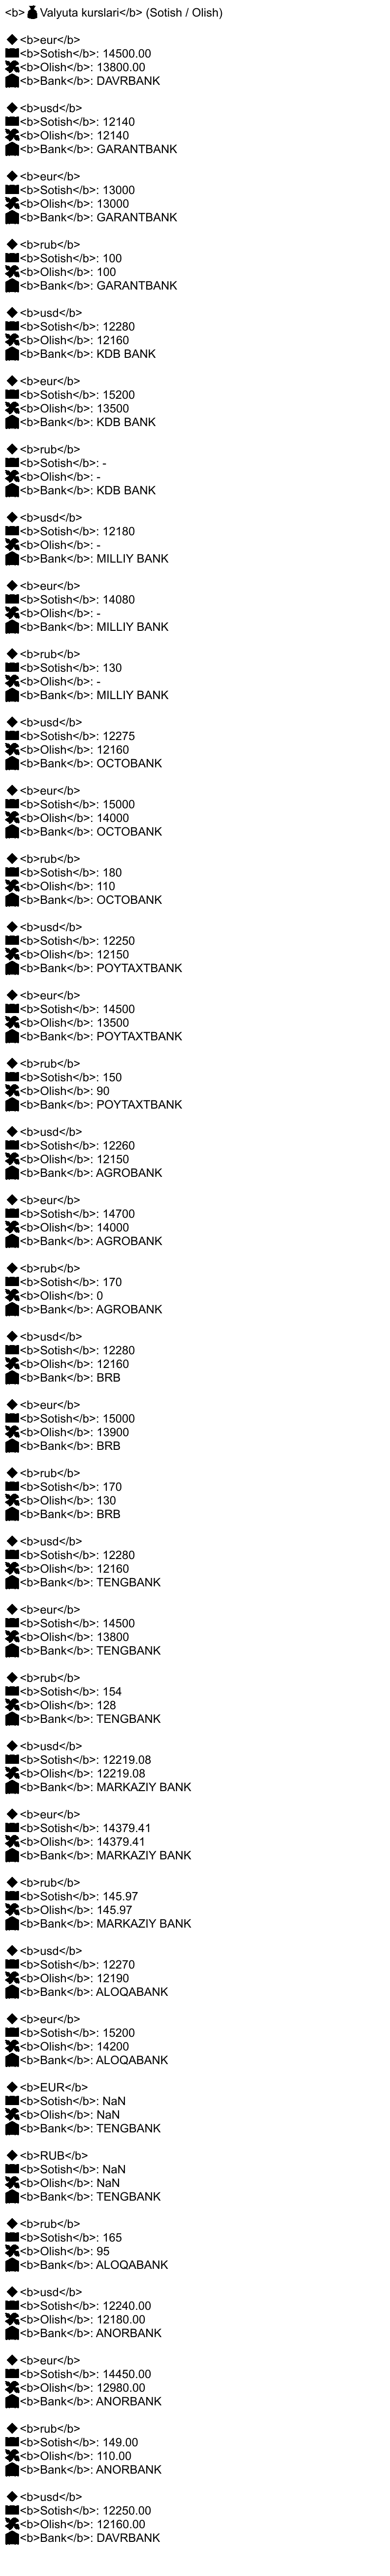 <b>💰Valyuta kurslari</b> (Sotish / Olish)
🔹<b>eur</b>
💵<b>Sotish</b>: 14500.00
💸<b>Olish</b>: 13800.00
🏦<b>Bank</b>: DAVRBANK
🔹<b>usd</b>
💵<b>Sotish</b>: 12140
💸<b>Olish</b>: 12140
🏦<b>Bank</b>: GARANTBANK
🔹<b>eur</b>
💵<b>Sotish</b>: 13000
💸<b>Olish</b>: 13000
🏦<b>Bank</b>: GARANTBANK
🔹<b>rub</b>
💵<b>Sotish</b>: 100
💸<b>Olish</b>: 100
🏦<b>Bank</b>: GARANTBANK
🔹<b>usd</b>
💵<b>Sotish</b>: 12280
💸<b>Olish</b>: 12160
🏦<b>Bank</b>: KDB BANK
🔹<b>eur</b>
💵<b>Sotish</b>: 15200
💸<b>Olish</b>: 13500
🏦<b>Bank</b>: KDB BANK
🔹<b>rub</b>
💵<b>Sotish</b>: -
💸<b>Olish</b>: -
🏦<b>Bank</b>: KDB BANK
🔹<b>usd</b>
💵<b>Sotish</b>: 12180
💸<b>Olish</b>: -
🏦<b>Bank</b>: MILLIY BANK
🔹<b>eur</b>
💵<b>Sotish</b>: 14080
💸<b>Olish</b>: -
🏦<b>Bank</b>: MILLIY BANK
🔹<b>rub</b>
💵<b>Sotish</b>: 130
💸<b>Olish</b>: -
🏦<b>Bank</b>: MILLIY BANK
🔹<b>usd</b>
💵<b>Sotish</b>: 12275
💸<b>Olish</b>: 12160
🏦<b>Bank</b>: OCTOBANK
🔹<b>eur</b>
💵<b>Sotish</b>: 15000
💸<b>Olish</b>: 14000
🏦<b>Bank</b>: OCTOBANK
🔹<b>rub</b>
💵<b>Sotish</b>: 180
💸<b>Olish</b>: 110
🏦<b>Bank</b>: OCTOBANK
🔹<b>usd</b>
💵<b>Sotish</b>: 12250
💸<b>Olish</b>: 12150
🏦<b>Bank</b>: POYTAXTBANK
🔹<b>eur</b>
💵<b>Sotish</b>: 14500
💸<b>Olish</b>: 13500
🏦<b>Bank</b>: POYTAXTBANK
🔹<b>rub</b>
💵<b>Sotish</b>: 150
💸<b>Olish</b>: 90
🏦<b>Bank</b>: POYTAXTBANK
🔹<b>usd</b>
💵<b>Sotish</b>: 12260
💸<b>Olish</b>: 12150
🏦<b>Bank</b>: AGROBANK
🔹<b>eur</b>
💵<b>Sotish</b>: 14700
💸<b>Olish</b>: 14000
🏦<b>Bank</b>: AGROBANK
🔹<b>rub</b>
💵<b>Sotish</b>: 170
💸<b>Olish</b>: 0
🏦<b>Bank</b>: AGROBANK
🔹<b>usd</b>
💵<b>Sotish</b>: 12280
💸<b>Olish</b>: 12160
🏦<b>Bank</b>: BRB
🔹<b>eur</b>
💵<b>Sotish</b>: 15000
💸<b>Olish</b>: 13900
🏦<b>Bank</b>: BRB
🔹<b>rub</b>
💵<b>Sotish</b>: 170
💸<b>Olish</b>: 130
🏦<b>Bank</b>: BRB
🔹<b>usd</b>
💵<b>Sotish</b>: 12280
💸<b>Olish</b>: 12160
🏦<b>Bank</b>: TENGBANK
🔹<b>eur</b>
💵<b>Sotish</b>: 14500
💸<b>Olish</b>: 13800
🏦<b>Bank</b>: TENGBANK
🔹<b>rub</b>
💵<b>Sotish</b>: 154
💸<b>Olish</b>: 128
🏦<b>Bank</b>: TENGBANK
🔹<b>usd</b>
💵<b>Sotish</b>: 12219.08
💸<b>Olish</b>: 12219.08
🏦<b>Bank</b>: MARKAZIY BANK
🔹<b>eur</b>
💵<b>Sotish</b>: 14379.41
💸<b>Olish</b>: 14379.41
🏦<b>Bank</b>: MARKAZIY BANK
🔹<b>rub</b>
💵<b>Sotish</b>: 145.97
💸<b>Olish</b>: 145.97
🏦<b>Bank</b>: MARKAZIY BANK
🔹<b>usd</b>
💵<b>Sotish</b>: 12270
💸<b>Olish</b>: 12190
🏦<b>Bank</b>: ALOQABANK
🔹<b>eur</b>
💵<b>Sotish</b>: 15200
💸<b>Olish</b>: 14200
🏦<b>Bank</b>: ALOQABANK
🔹<b>EUR</b>
💵<b>Sotish</b>: NaN
💸<b>Olish</b>: NaN
🏦<b>Bank</b>: TENGBANK
🔹<b>RUB</b>
💵<b>Sotish</b>: NaN
💸<b>Olish</b>: NaN
🏦<b>Bank</b>: TENGBANK
🔹<b>rub</b>
💵<b>Sotish</b>: 165
💸<b>Olish</b>: 95
🏦<b>Bank</b>: ALOQABANK
🔹<b>usd</b>
💵<b>Sotish</b>: 12240.00
💸<b>Olish</b>: 12180.00
🏦<b>Bank</b>: ANORBANK
🔹<b>eur</b>
💵<b>Sotish</b>: 14450.00
💸<b>Olish</b>: 12980.00
🏦<b>Bank</b>: ANORBANK
🔹<b>rub</b>
💵<b>Sotish</b>: 149.00
💸<b>Olish</b>: 110.00
🏦<b>Bank</b>: ANORBANK
🔹<b>usd</b>
💵<b>Sotish</b>: 12250.00
💸<b>Olish</b>: 12160.00
🏦<b>Bank</b>: DAVRBANK